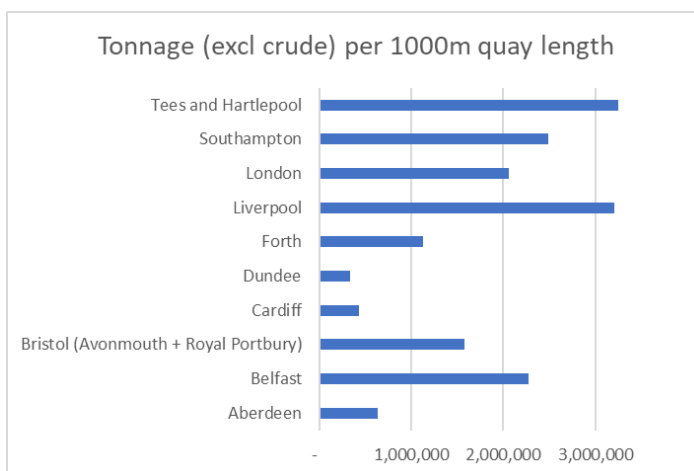 Tonnage (excl crude) per 1000m quay length
Tees and Hartlepool
Southampton
London
Liverpool
Forth
Dundee
Cardiff
Bristol (Avonmouth + Royal Portbury)
Belfast
Aberdeen
- 1,000,000 2,000,000 3,000,000